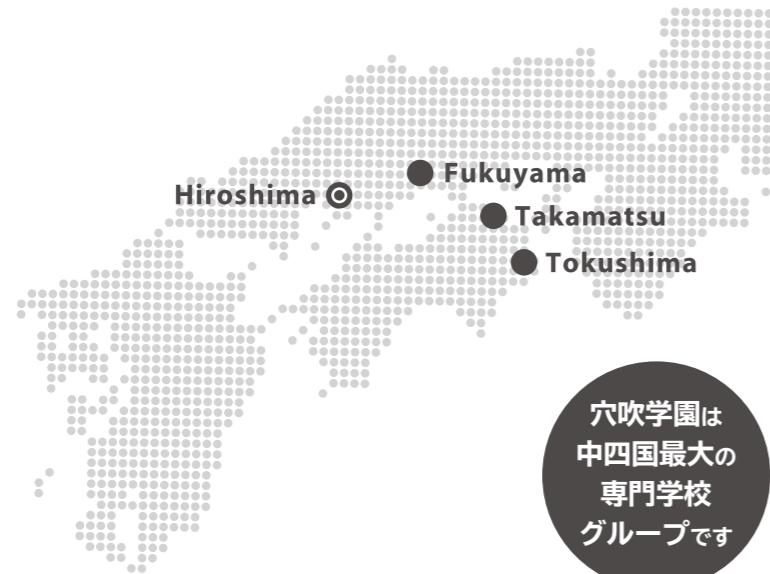 Fukuyama
Hiroshima
Takamatsu
Tokushima
穴吹学園は
中四国最大の
専門学校
グループです